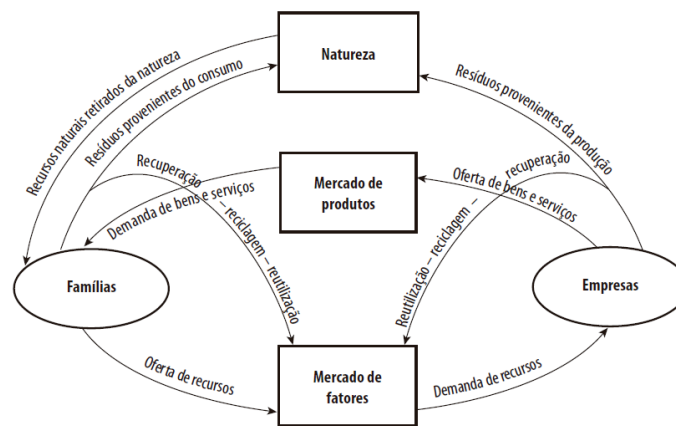 Natureza
Recursos naturais retirados da natureza
Resíduos provenientes do consumo
Resíduos provenientes da produção
Recuperação – reciclagem – reutilização
Reutilização – reciclagem – recuperação
Mercado de
produtos
Demanda de bens e serviços
Oferta de bens e serviços
Famílias
Empresas
Oferta de recursos
Mercado de
fatores
Demanda de recursos